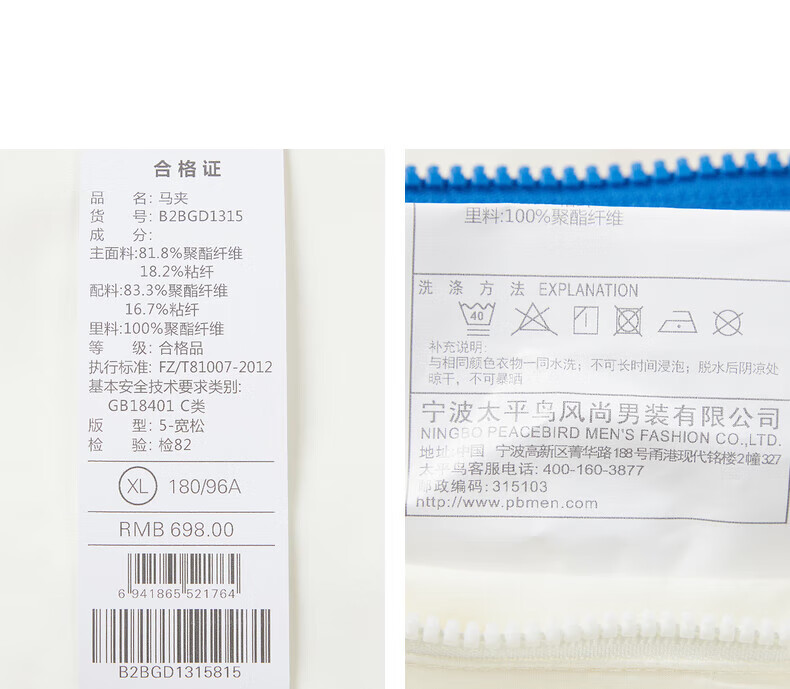 合格证
品 名: 马夹
货 号: B2BGD1315
成 分:
主面料:81.8%聚酯纤维
18.2%粘纤
配料:83.3%聚酯纤维
16.7%粘纤
里料:100%聚酯纤维
等 级: 合格品
执行标准: FZ/T81007-2012
基本安全技术要求类别:
GB18401 C类
版 型: 5-宽松
检 验: 检82
XL 180/96A
RMB 698.00
6 941865 521764
B2BGD1315815
里料:100%聚酯纤维
洗 涤 方 法 EXPLANATION
40
补充说明:
与相同颜色衣物一同水洗; 不可长时间浸泡; 脱水后阴凉处
晾干, 不可暴晒
宁波太平鸟风尚男装有限公司
NINGBO PEACEBIRD MEN'S FASHION CO.,LTD.
地址:中国 宁波高新区菁华路188号甬港现代铭楼2幢327
太平鸟客服电话: 400-160-3877
邮政编码: 315103
http://www.pbmen.com